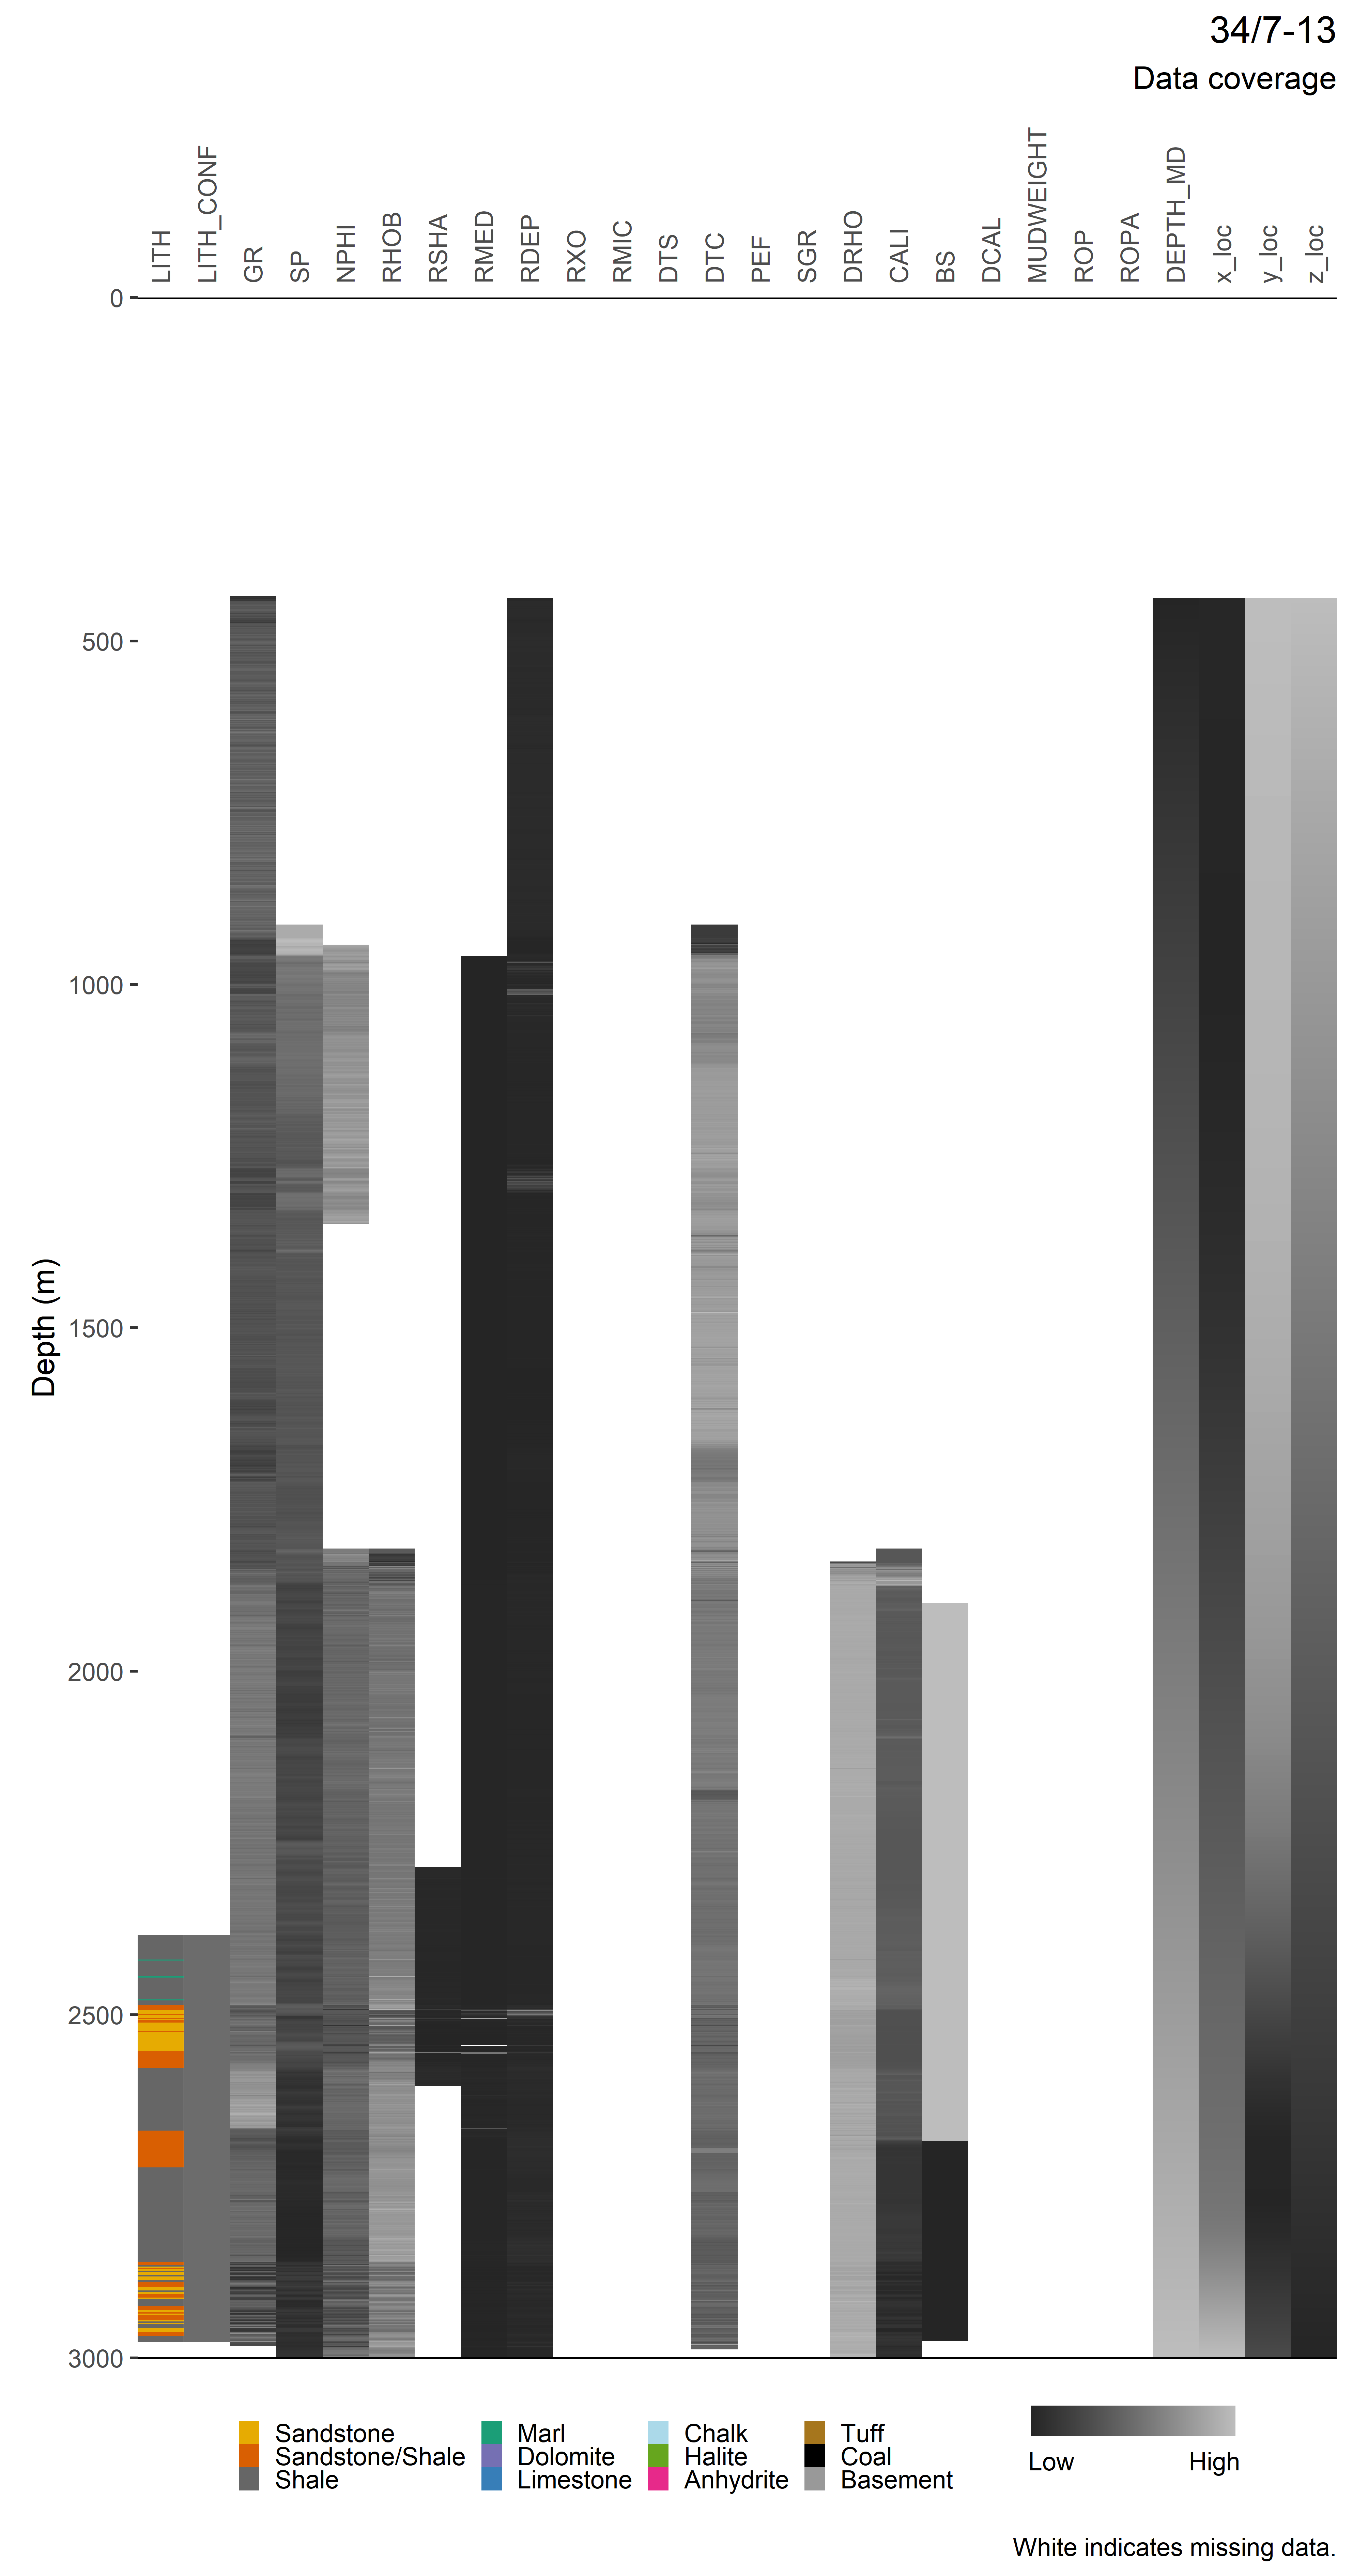 34/7-13
Data coverage
LITH
LITH_CONF
GR
SP
NPHI
RHOB
RSHA
RMED
RDEP
RXO
RMIC
DTS
DTC
PEF
SGR
DRHO
CALI
BS
DCAL
MUDWEIGHT
ROP
ROPA
DEPTH_MD
x_loc
y_loc
z_loc
0
500
1000
1500
2000
2500
3000
Depth (m)
Sandstone
Sandstone/Shale
Shale
Marl
Dolomite
Limestone
Chalk
Halite
Anhydrite
Tuff
Coal
Basement
Low High
White indicates missing data.